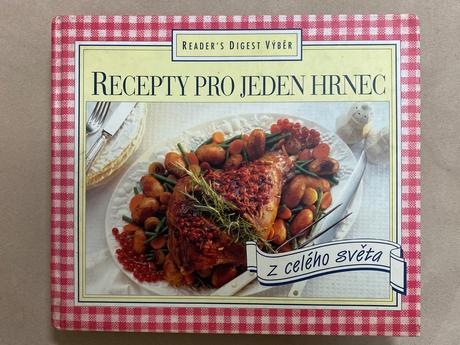 READER'S DIGEST VÝBĚR
RECEPTY PRO JEDEN HRNEC
z celého světa